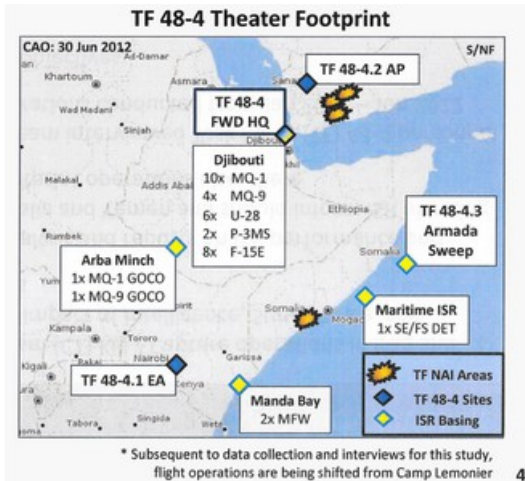 TF 48-4 Theater Footprint
CAO: 30 Jun 2012
S/NF
Ad-Damar
Khartoum
Asmara
Sana
TF 48-4.2 AP
Wad Madani
TF 48-4
FWD HQ
Sinjah
Djibouti
Djibouti
10x MQ-1
4x MQ-9
6x U-28
2x P-3MS
8x F-15E
Malakal
Addis Abab
Ethiopia
TF 48-4.3
Armada
Sweep
Rumbek
Somalia
Arba Minch
1x MQ-1 GOCO
1x MQ-9 GOCO
Maritime ISR
1x SE/FS DET
Somalia
Mogad
Kampala
Tororo
Nairobi
Kigali
Garissa
TF 48-4.1 EA
Kenya
Manda Bay
2x MFW
Tabora
Singida
Wete
TF NAI Areas
TF 48-4 Sites
ISR Basing
* Subsequent to data collection and interviews for this study,
flight operations are being shifted from Camp Lemonier
4